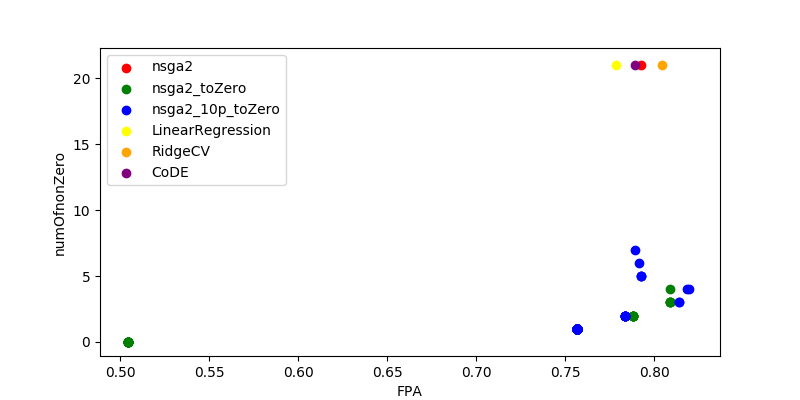 nsga2
nsga2_toZero
nsga2_10p_toZero
LinearRegression
RidgeCV
CoDE
numOfnonZero
20
15
10
5
0
0.50 0.55 0.60 0.65 0.70 0.75 0.80
FPA